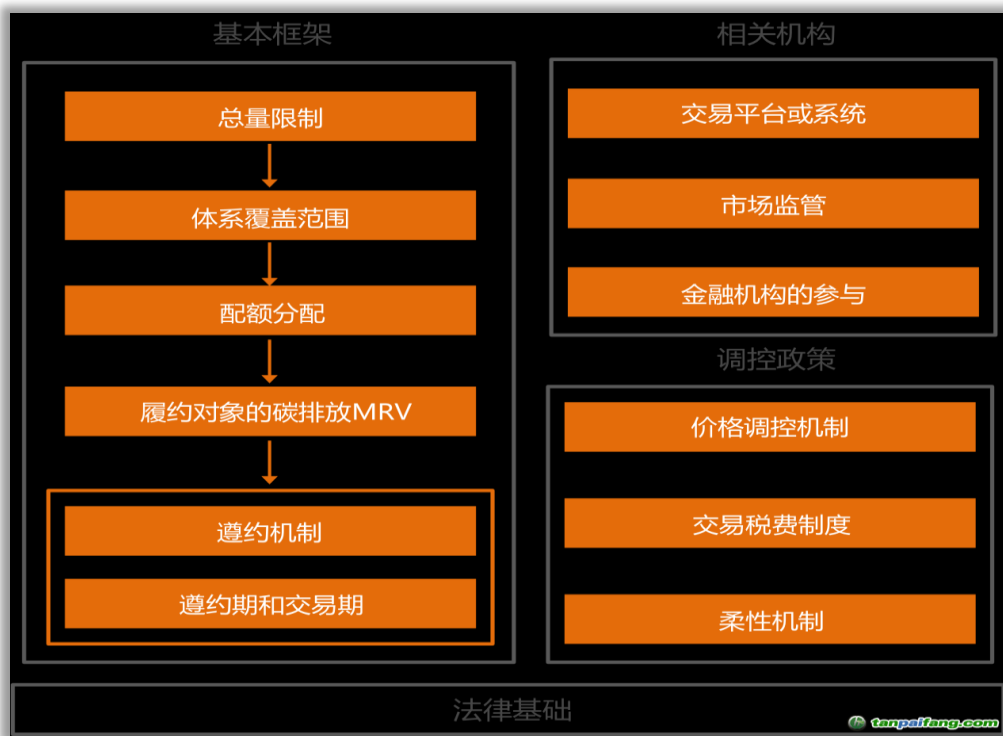 基本框架
总量限制
体系覆盖范围
配额分配
履约对象的碳排放MRV
遵约机制
遵约期和交易期
相关机构
交易平台或系统
市场监管
金融机构的参与
调控政策
价格调控机制
交易税费制度
柔性机制
法律基础
tanpaifang.com